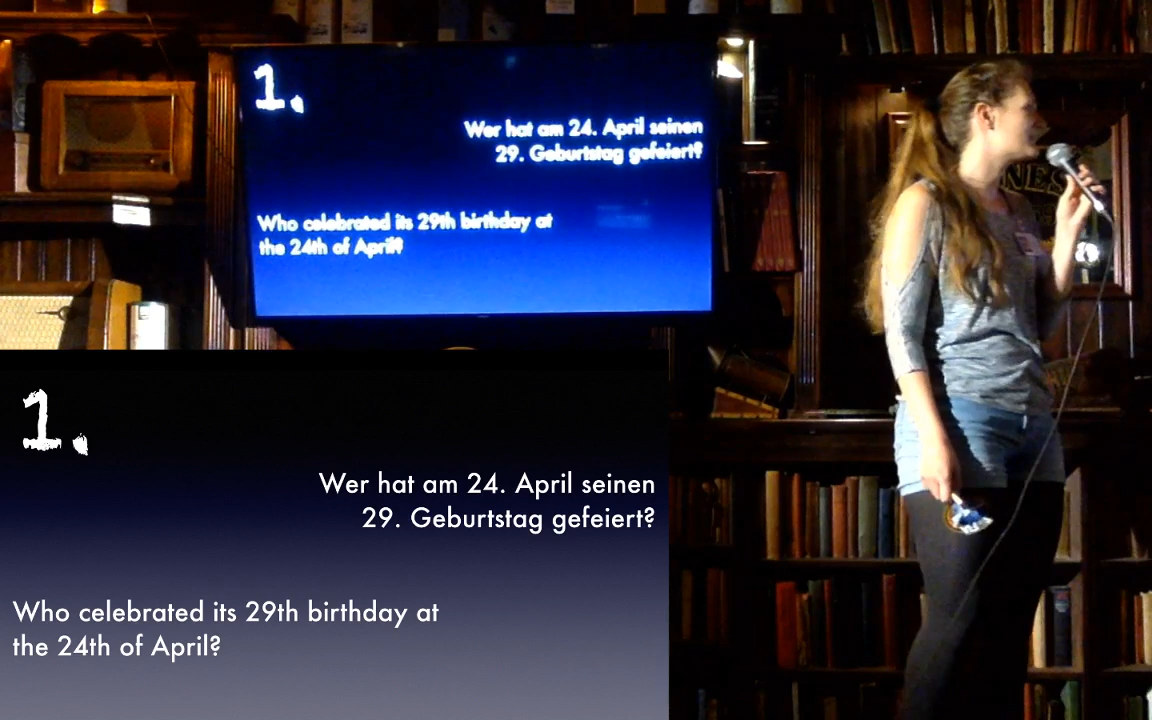 1.
Wer hat am 24. April seinen
29. Geburtstag gefeiert?
Who celebrated its 29th birthday at
the 24th of April?
NES
1.
Wer hat am 24. April seinen
29. Geburtstag gefeiert?
Who celebrated its 29th birthday at
the 24th of April?